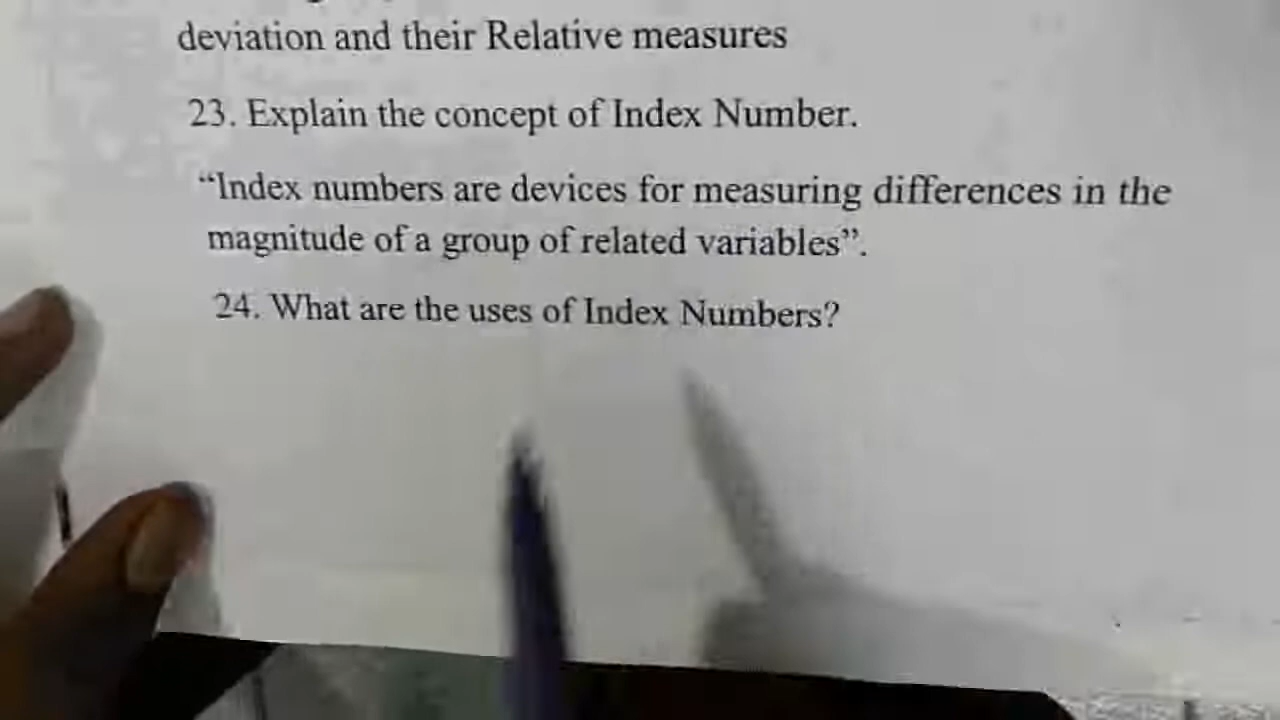 deviation and their Relative measures
23. Explain the concept of Index Number.
“Index numbers are devices for measuring differences in the
magnitude of a group of related variables”.
24. What are the uses of Index Numbers?